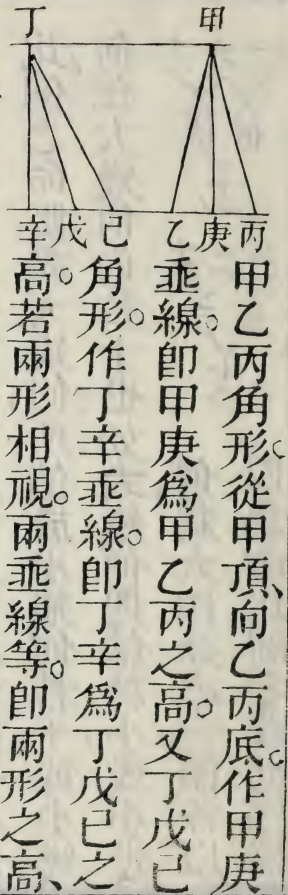 甲
丁
丙
庚
乙
己
戊
辛
甲乙丙角形。從甲頂、向乙丙底。作甲庚
垂線。卽甲庚爲甲乙丙之高。又丁戊己
角形。作丁辛垂線。卽丁辛爲丁戊己之
高。若兩形相視。兩垂線等。卽兩形之高、